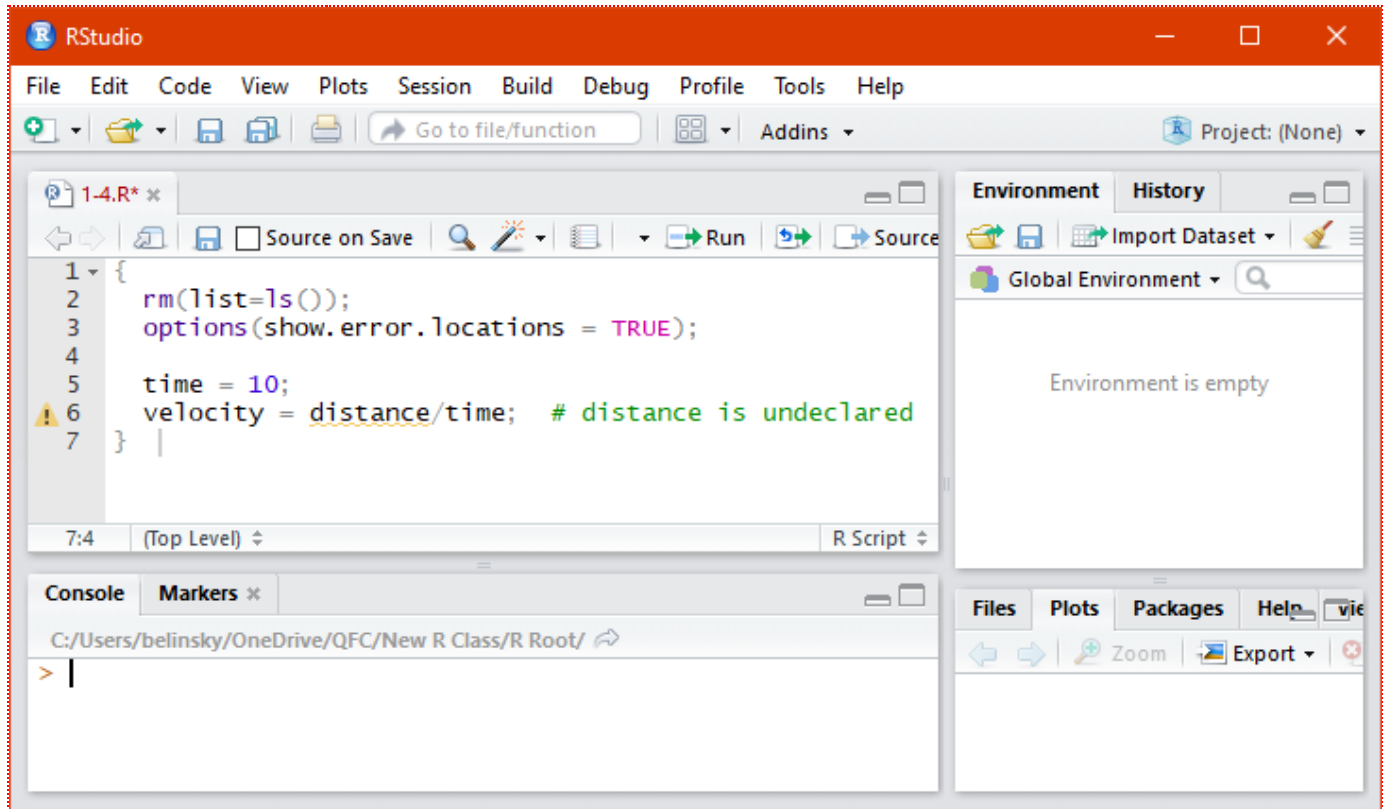 RStudio
File Edit Code View Plots Session Build Debug Profile Tools Help
Go to file/function Addins Project: (None)
1-4.R*
Source on Save Run Source
1 {
2 rm(list=ls());
3 options(show.error.locations = TRUE);
4
5 time = 10;
6 velocity = distance/time; # distance is undeclared
7 }
7:4 (Top Level) R Script
Console Markers
C:/Users/belinsky/OneDrive/QFC/New R Class/R Root/
>
Environment History
Import Dataset
Global Environment
Environment is empty
Files Plots Packages Help Vie
Zoom Export